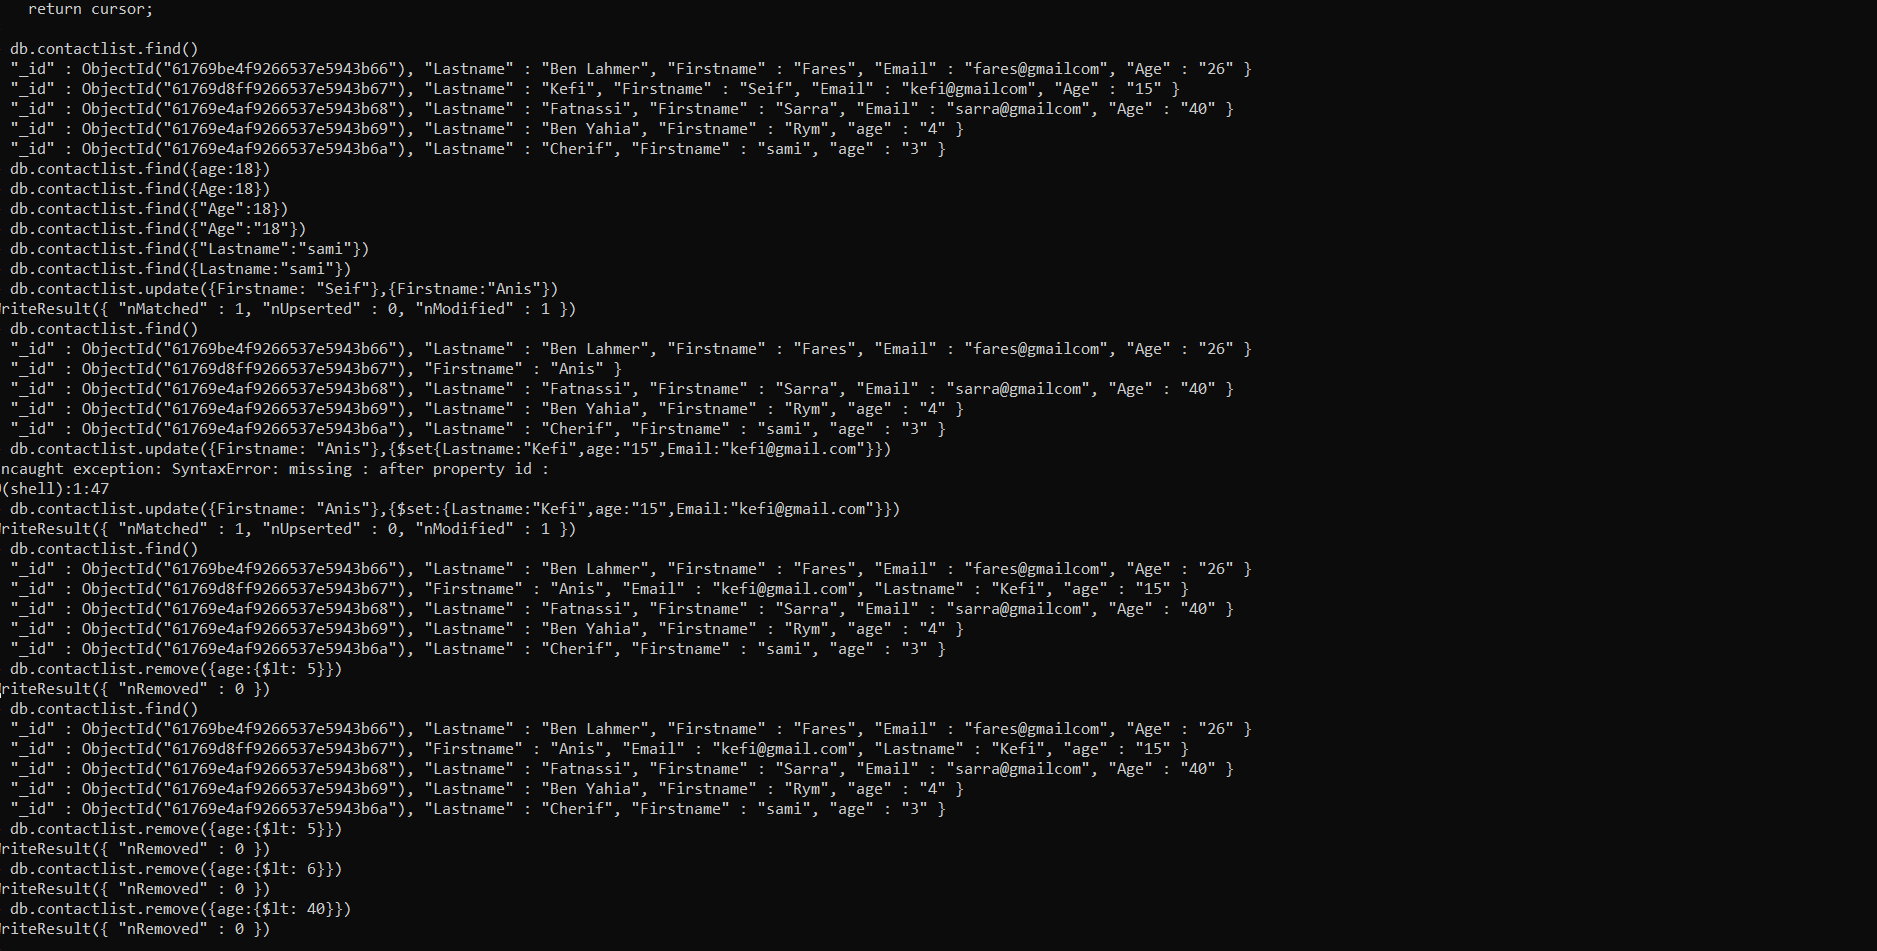 return cursor;
db.contactlist.find()
"_id" : ObjectId("61769be4f9266537e5943b66"), "Lastname" : "Ben Lahmer", "Firstname" : "Fares", "Email" : "fares@gmailcom", "Age" : "26" }
"_id" : ObjectId("61769d8ff9266537e5943b67"), "Lastname" : "Kefi", "Firstname" : "Seif", "Email" : "kefi@gmailcom", "Age" : "15" }
"_id" : ObjectId("61769e4af9266537e5943b68"), "Lastname" : "Fatnassi", "Firstname" : "Sarra", "Email" : "sarra@gmailcom", "Age" : "40" }
"_id" : ObjectId("61769e4af9266537e5943b69"), "Lastname" : "Ben Yahia", "Firstname" : "Rym", "age" : "4" }
"_id" : ObjectId("61769e4af9266537e5943b6a"), "Lastname" : "Cherif", "Firstname" : "sami", "age" : "3" }
db.contactlist.find({age:18})
db.contactlist.find({Age:18})
db.contactlist.find({"Age":18})
db.contactlist.find({"Age":"18"})
db.contactlist.find({"Lastname":"sami"})
db.contactlist.find({Lastname:"sami"})
db.contactlist.update({Firstname: "Seif"},{Firstname:"Anis"})
riteResult({ "nMatched" : 1, "nUpserted" : 0, "nModified" : 1 })
db.contactlist.find()
"_id" : ObjectId("61769be4f9266537e5943b66"), "Lastname" : "Ben Lahmer", "Firstname" : "Fares", "Email" : "fares@gmailcom", "Age" : "26" }
"_id" : ObjectId("61769d8ff9266537e5943b67"), "Firstname" : "Anis" }
"_id" : ObjectId("61769e4af9266537e5943b68"), "Lastname" : "Fatnassi", "Firstname" : "Sarra", "Email" : "sarra@gmailcom", "Age" : "40" }
"_id" : ObjectId("61769e4af9266537e5943b69"), "Lastname" : "Ben Yahia", "Firstname" : "Rym", "age" : "4" }
"_id" : ObjectId("61769e4af9266537e5943b6a"), "Lastname" : "Cherif", "Firstname" : "sami", "age" : "3" }
db.contactlist.update({Firstname: "Anis"},{$set{Lastname:"Kefi",age:"15",Email:"kefi@gmail.com"}})
ncaught exception: SyntaxError: missing : after property id :
(shell):1:47
db.contactlist.update({Firstname: "Anis"},{$set:{Lastname:"Kefi",age:"15",Email:"kefi@gmail.com"}})
riteResult({ "nMatched" : 1, "nUpserted" : 0, "nModified" : 1 })
db.contactlist.find()
"_id" : ObjectId("61769be4f9266537e5943b66"), "Lastname" : "Ben Lahmer", "Firstname" : "Fares", "Email" : "fares@gmailcom", "Age" : "26" }
"_id" : ObjectId("61769d8ff9266537e5943b67"), "Firstname" : "Anis", "Email" : "kefi@gmail.com", "Lastname" : "Kefi", "age" : "15" }
"_id" : ObjectId("61769e4af9266537e5943b68"), "Lastname" : "Fatnassi", "Firstname" : "Sarra", "Email" : "sarra@gmailcom", "Age" : "40" }
"_id" : ObjectId("61769e4af9266537e5943b69"), "Lastname" : "Ben Yahia", "Firstname" : "Rym", "age" : "4" }
"_id" : ObjectId("61769e4af9266537e5943b6a"), "Lastname" : "Cherif", "Firstname" : "sami", "age" : "3" }
db.contactlist.remove({age:{$lt: 5}})
riteResult({ "nRemoved" : 0 })
db.contactlist.find()
"_id" : ObjectId("61769be4f9266537e5943b66"), "Lastname" : "Ben Lahmer", "Firstname" : "Fares", "Email" : "fares@gmailcom", "Age" : "26" }
"_id" : ObjectId("61769d8ff9266537e5943b67"), "Firstname" : "Anis", "Email" : "kefi@gmail.com", "Lastname" : "Kefi", "age" : "15" }
"_id" : ObjectId("61769e4af9266537e5943b68"), "Lastname" : "Fatnassi", "Firstname" : "Sarra", "Email" : "sarra@gmailcom", "Age" : "40" }
"_id" : ObjectId("61769e4af9266537e5943b69"), "Lastname" : "Ben Yahia", "Firstname" : "Rym", "age" : "4" }
"_id" : ObjectId("61769e4af9266537e5943b6a"), "Lastname" : "Cherif", "Firstname" : "sami", "age" : "3" }
db.contactlist.remove({age:{$lt: 5}})
riteResult({ "nRemoved" : 0 })
db.contactlist.remove({age:{$lt: 6}})
riteResult({ "nRemoved" : 0 })
db.contactlist.remove({age:{$lt: 40}})
riteResult({ "nRemoved" : 0 })